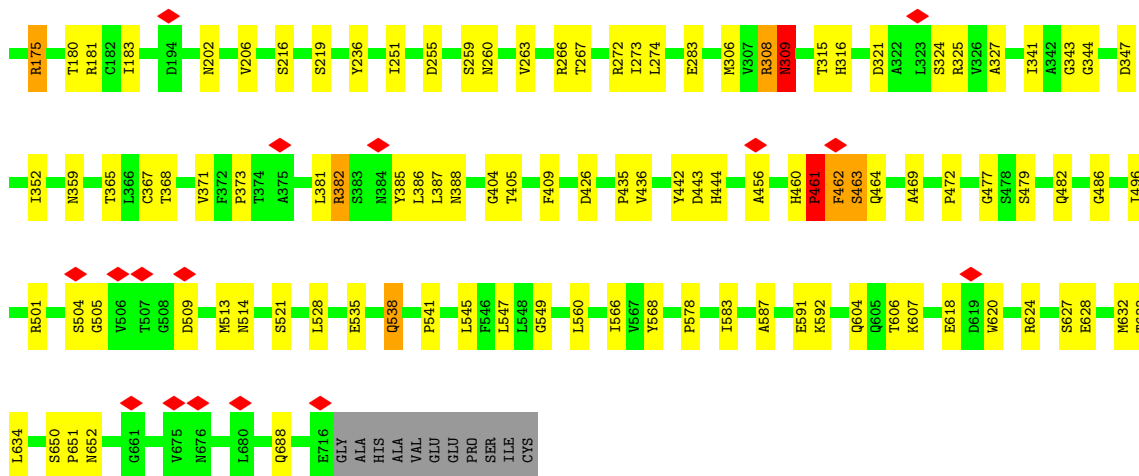 R175 T180 R181 C182 I183 D194 N202 V206 S216 S219 Y236 I251 D255 S259 N260 V263 R266 T267 R272 I273 L274 E283 M306 V307 R308 N309 T315 H316 D321 A322 L323 S324 R325 V326 A327 I341 A342 G343 G344 D347
I352 N359 T365 L366 C367 T368 V371 F372 P373 T374 A375 L381 R382 S383 N384 Y385 L386 L387 N388 G404 T405 F409 D426 P435 V436 Y442 D443 H444 A456 H460 P461 F462 S463 Q464 A469 P472 G477 S478 S479 Q482 G486
R501 S504 G505 V506 T507 G508 D509 M513 N514 S521 L528 E535 Q538 P541 L545 F546 L547 L548 G549 L560 I566 V567 Y568 P578 I583 A587 E591 K592 Q604 Q605 T606 K607 E618 D619 W620 R624 S627 E628 M632
L634 S650 P651 N652 G661 V675 N676 L680 Q688 E716 GLY ALA HIS ALA VAL GLU GLU PRO SER ILE CYS